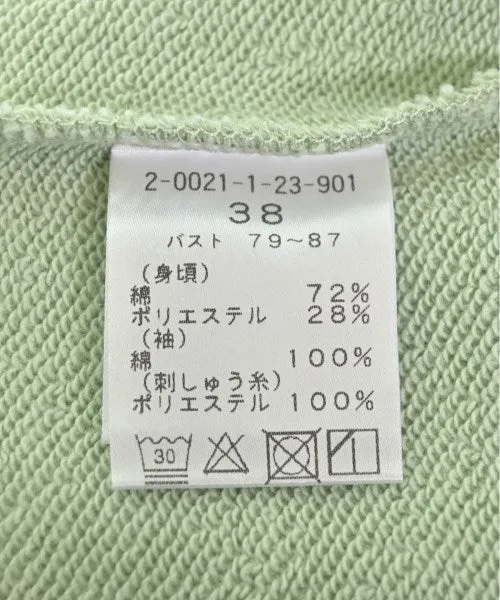 2-0021-1-23-901
38
バスト 79~87
(身頃)
綿 72%
ポリエステル 28%
(袖)
綿 100%
(刺しゅう糸)
ポリエステル 100%
30